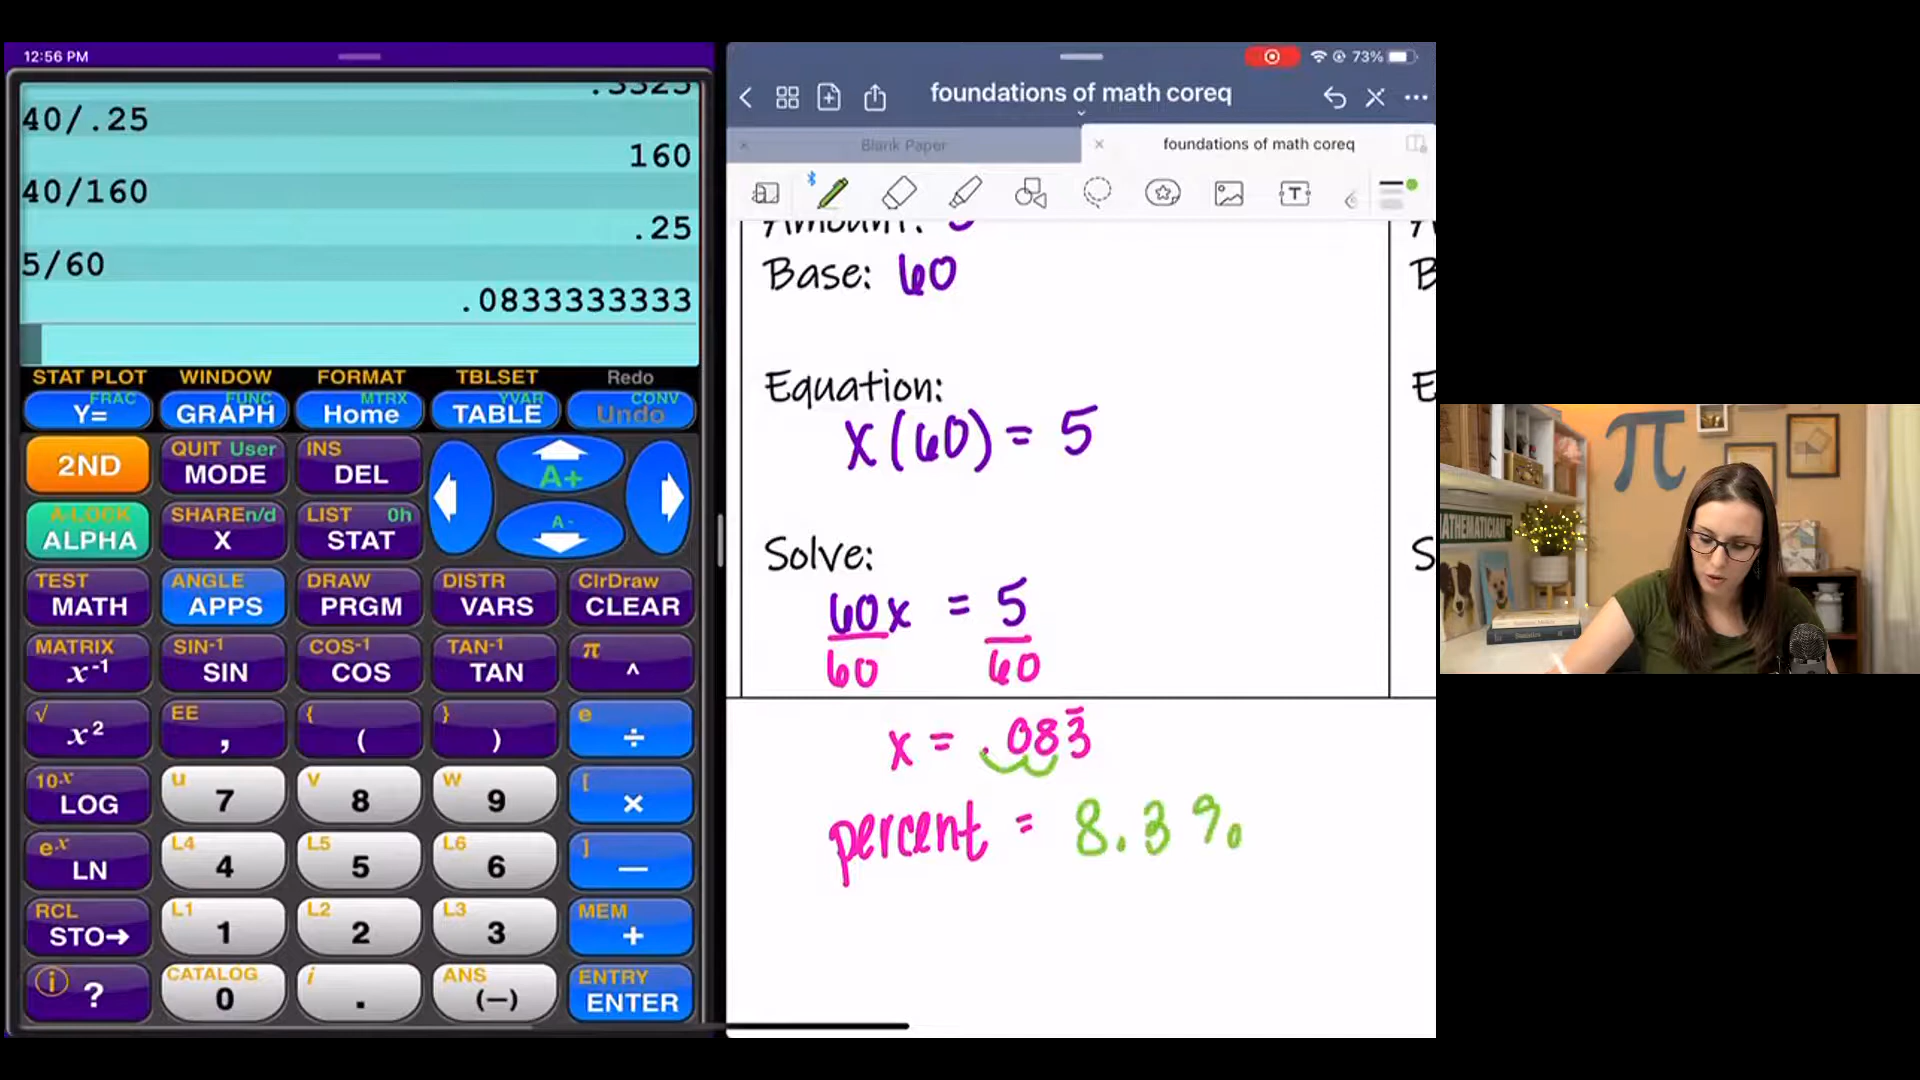 12:56 PM
.3325
40/.25
160
40/160
.25
5/60
.0833333333
STAT PLOT WINDOW FORMAT TBLSET Redo
FRAC FUNC MTRX YVAR CONV
Y= GRAPH Home TABLE Undo
QUIT User INS
2ND MODE DEL A+
A-LOCK SHARE n/d LIST 0h A-
ALPHA X STAT
TEST ANGLE DRAW DISTR ClrDraw
MATH APPS PRGM VARS CLEAR
MATRIX SIN-1 COS-1 TAN-1 π
x-1 SIN COS TAN ^
√ EE { } e
x2 , ( ) ÷
10x u v w [
LOG 7 8 9 ×
ex L4 L5 L6 ]
LN 4 5 6 —
RCL L1 L2 L3 MEM
STO➔ 1 2 3 +
i CATALOG i ANS ENTRY
? 0 . (—) ENTER
73%
foundations of math coreq
Blank Paper
foundations of math coreq
T
Amount: 5
Base: 60
Equation:
x(60) = 5
Solve:
60x = 5
60 60
x = .083̄
percent = 8.3 %
A
B
E
S
π
MATHEMATICIAN